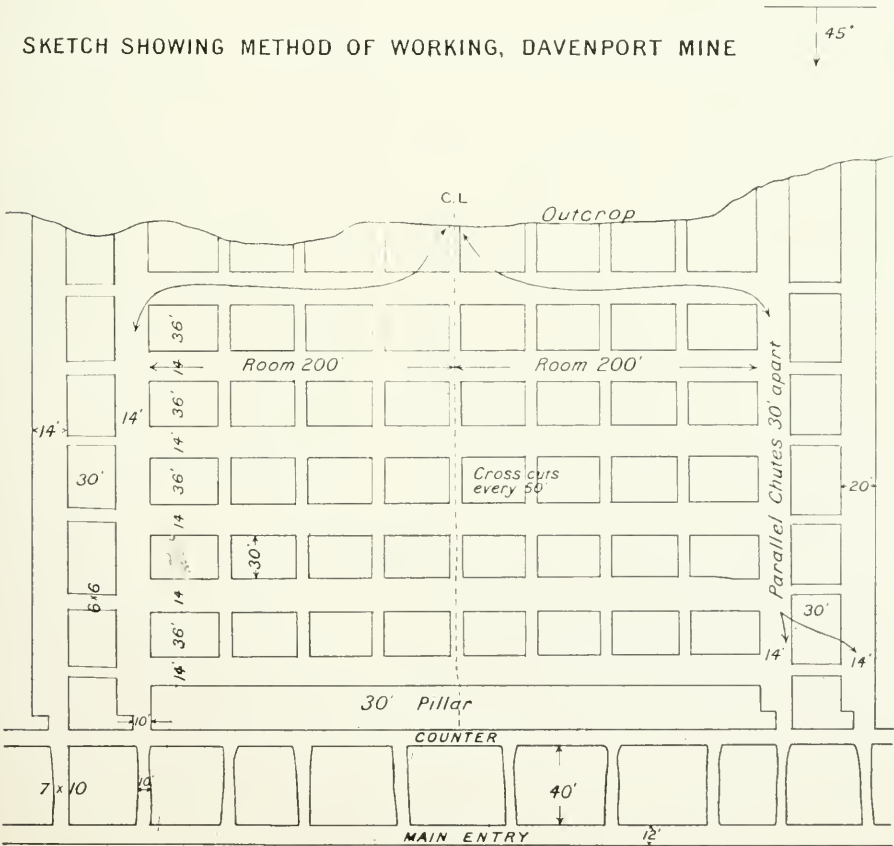 45°
SKETCH SHOWING METHOD OF WORKING, DAVENPORT MINE
C.L
Outcrop
36'
14
Room 200'
Room 200'
36'
14'
14'
14'
36'
30'
Cross cuts
every 50'
20'
Parallel Chutes 30' apart
14
30'
14
6x6
36'
30'
14'
14'
14'
30' Pillar
10'
COUNTER
7 x 10
10'
40'
MAIN ENTRY
12'